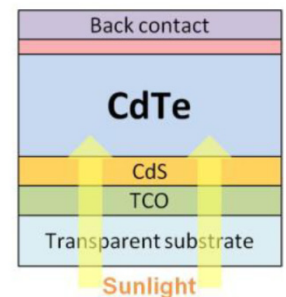 Back contact
CdTe
CdS
TCO
Transparent substrate
Sunlight